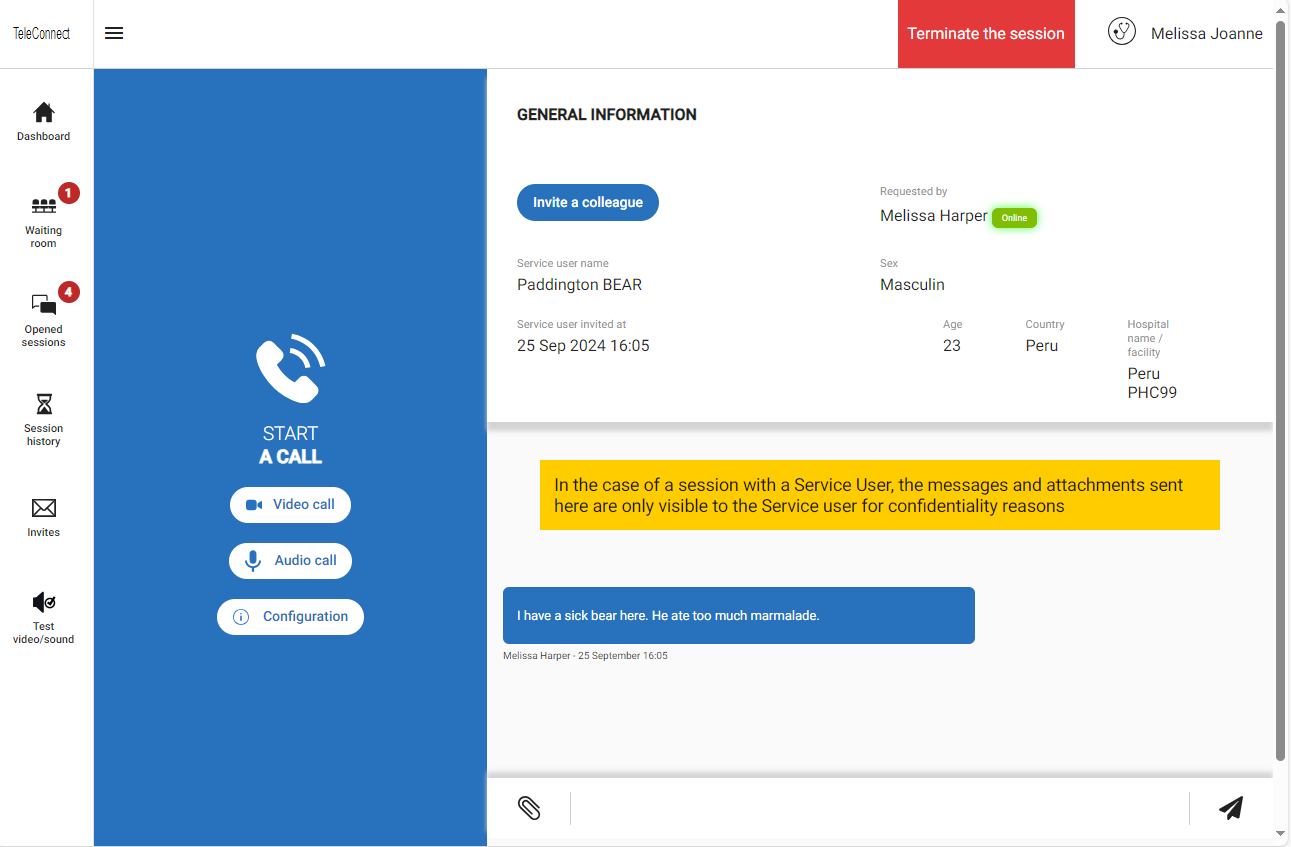 TeleConnect
Terminate the session
Melissa Joanne
Dashboard
1
Waiting
room
4
Opened
sessions
Session
history
Invites
Test
video/sound
START
A CALL
Video call
Audio call
Configuration
GENERAL INFORMATION
Invite a colleague
Requested by
Melissa Harper Online
Service user name
Paddington BEAR
Sex
Masculin
Service user invited at
25 Sep 2024 16:05
Age
23
Country
Peru
Hospital
name /
facility
Peru
PHC99
In the case of a session with a Service User, the messages and attachments sent
here are only visible to the Service user for confidentiality reasons
I have a sick bear here. He ate too much marmalade.
Melissa Harper - 25 September 16:05